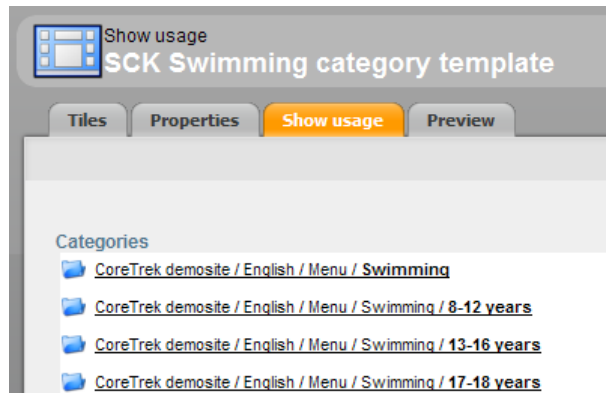 Show usage
SCK Swimming category template
Tiles Properties Show usage Preview
Categories
CoreTrek demosite / English / Menu / Swimming
CoreTrek demosite / English / Menu / Swimming / 8-12 years
CoreTrek demosite / English / Menu / Swimming / 13-16 years
CoreTrek demosite / English / Menu / Swimming / 17-18 years